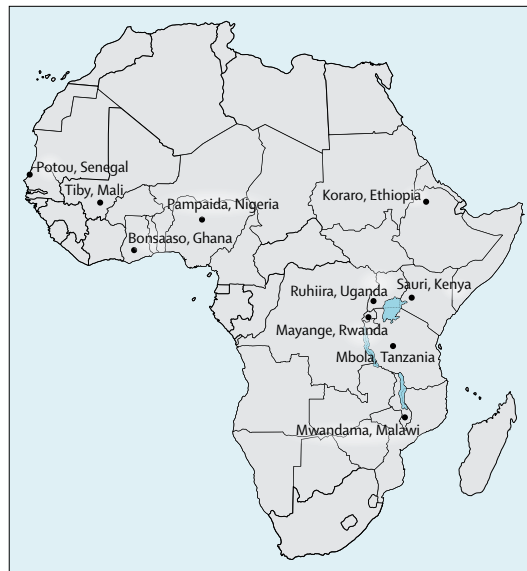 Potou, Senegal
Tiby, Mali
Pampaida, Nigeria
Koraro, Ethiopia
Bonsaaso, Ghana
Ruhiira, Uganda
Sauri, Kenya
Mayange, Rwanda
Mbola, Tanzania
Mwandama, Malawi